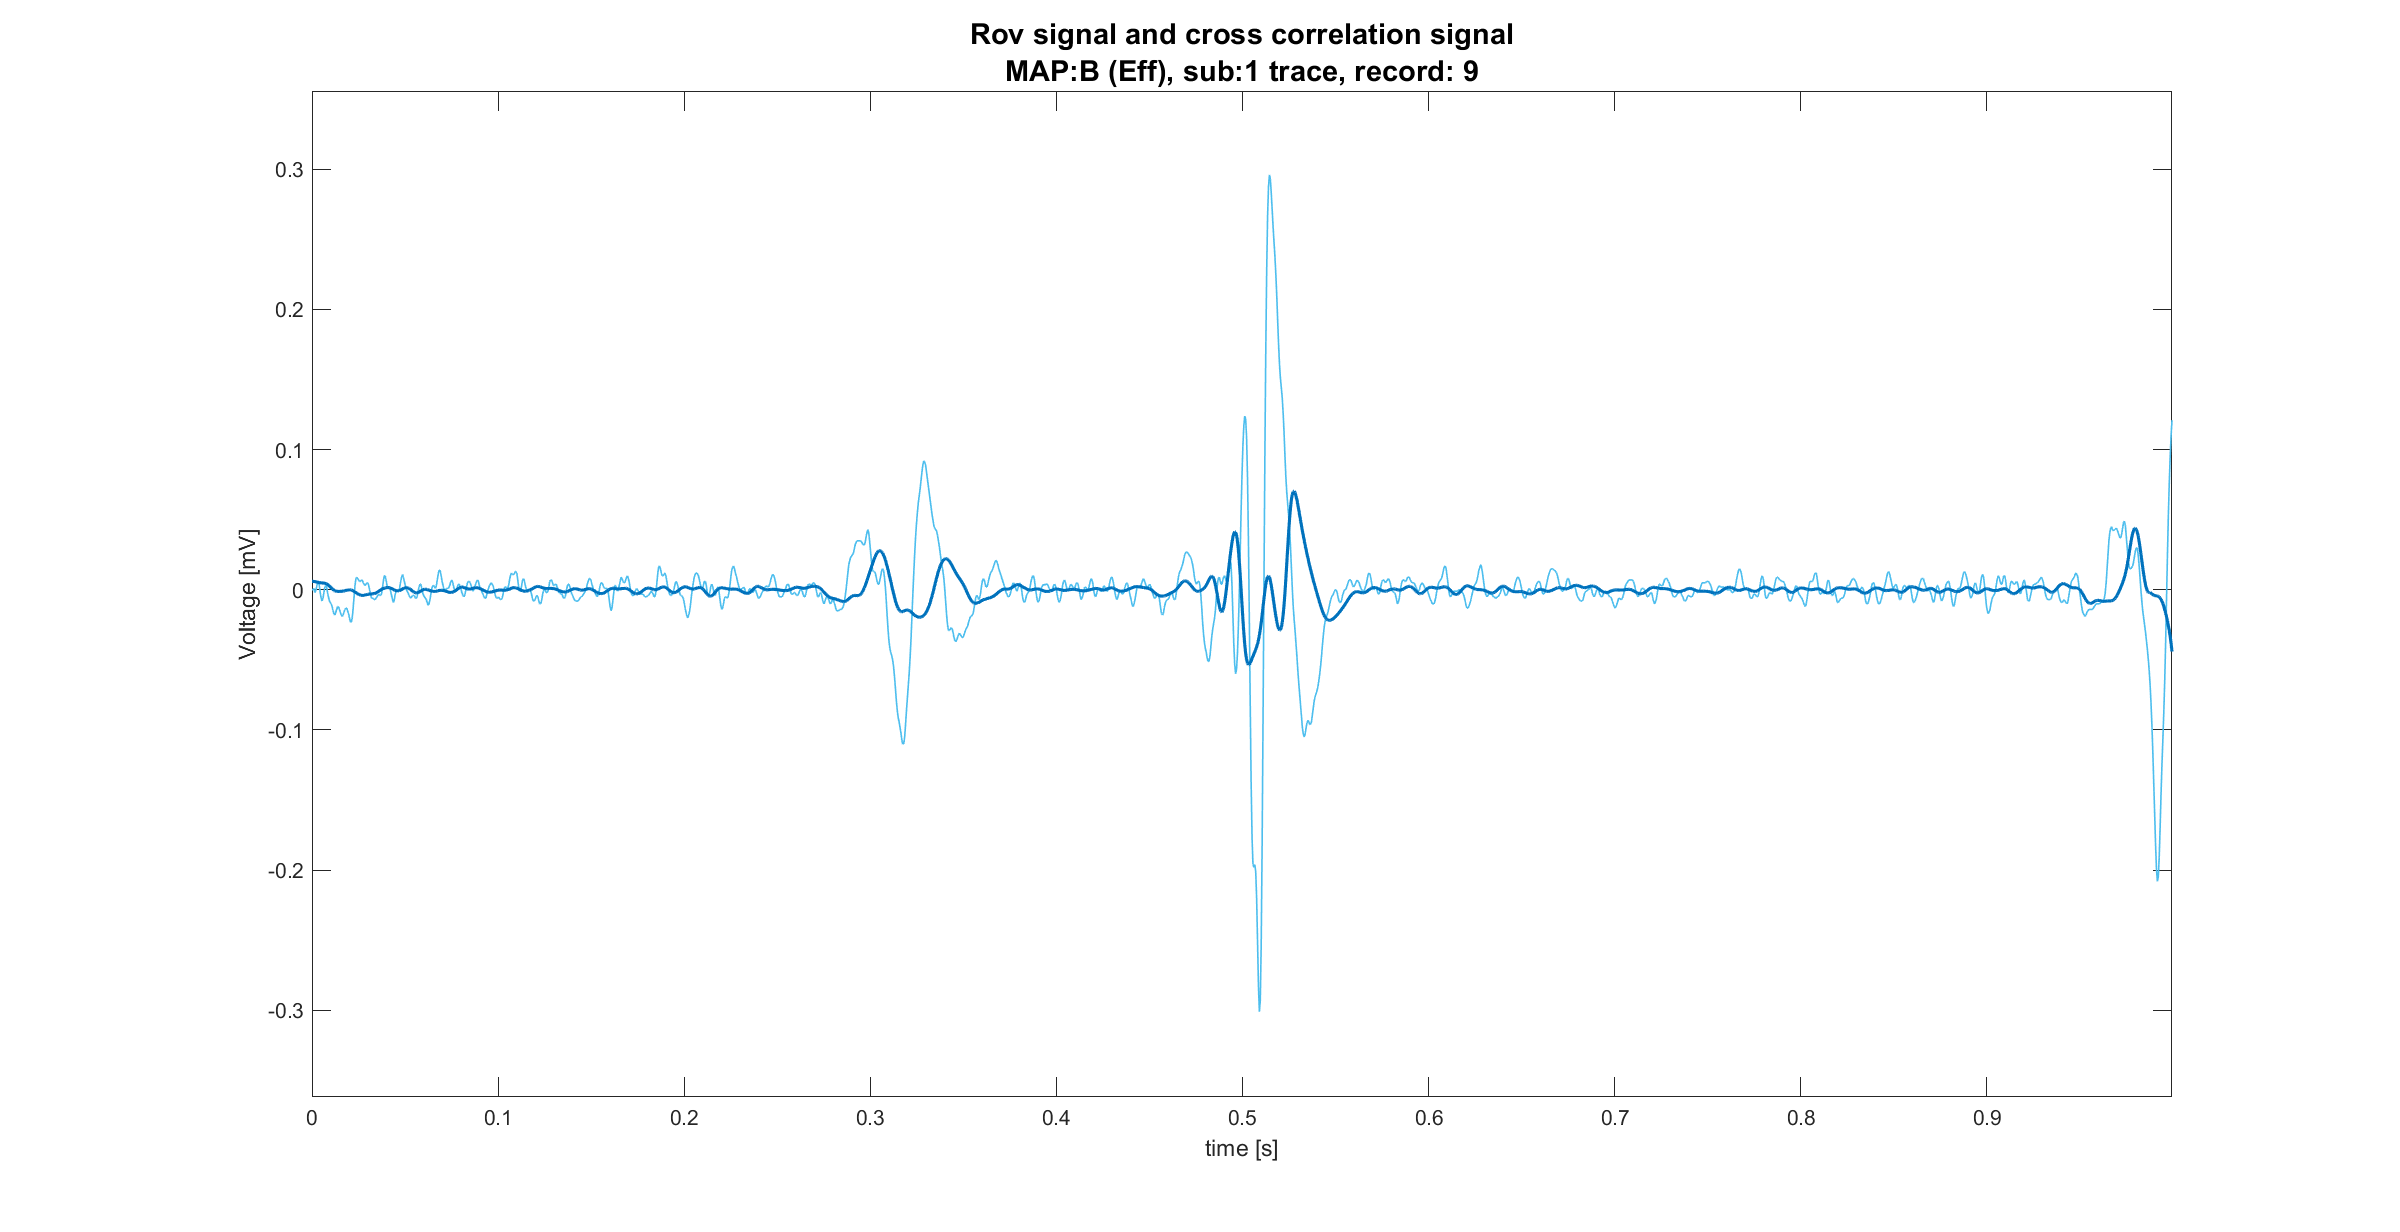 Rov signal and cross correlation signal
MAP:B (Eff), sub:1 trace, record: 9
0.3
0.2
0.1
0
-0.1
-0.2
-0.3
Voltage [mV]
0 0.1 0.2 0.3 0.4 0.5 0.6 0.7 0.8 0.9
time [s]